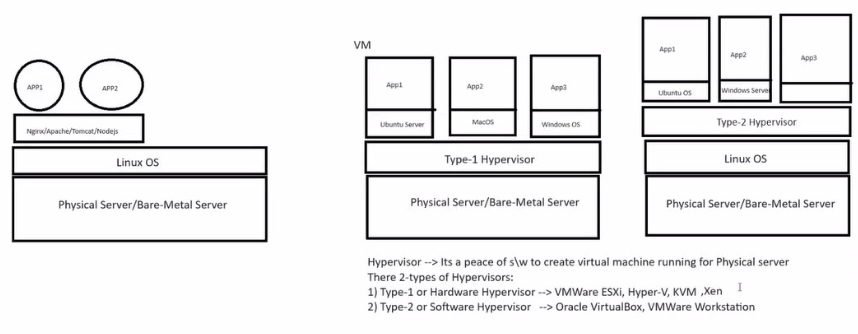 APP1
APP2
Nginx/Apache/Tomcat/Nodejs
Linux OS
Physical Server/Bare-Metal Server
VM
App1
App2
App3
Ubuntu Server
MacOS
Windows OS
Type-1 Hypervisor
Physical Server/Bare-Metal Server
App1
App2
App3
Ubuntu OS
Windows Server
Type-2 Hypervisor
Linux OS
Physical Server/Bare-Metal Server
Hypervisor --> Its a peace of s\w to create virtual machine running for Physical server
There 2-types of Hypervisors:
1) Type-1 or Hardware Hypervisor --> VMWare ESXi, Hyper-V, KVM ,Xen
2) Type-2 or Software Hypervisor --> Oracle VirtualBox, VMWare Workstation